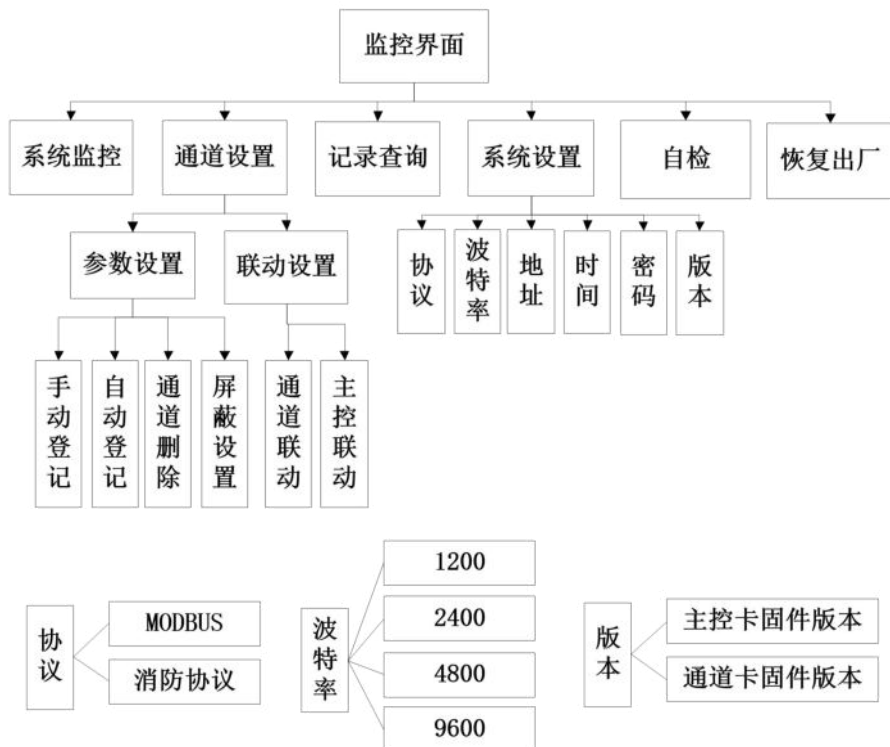 监控界面
系统监控
通道设置
记录查询
系统设置
自检
恢复出厂
参数设置
联动设置
协议
波特率
地址
时间
密码
版本
手动登记
自动登记
通道删除
屏蔽设置
通道联动
主控联动
协议
MODBUS
消防协议
波特率
1200
2400
4800
9600
版本
主控卡固件版本
通道卡固件版本